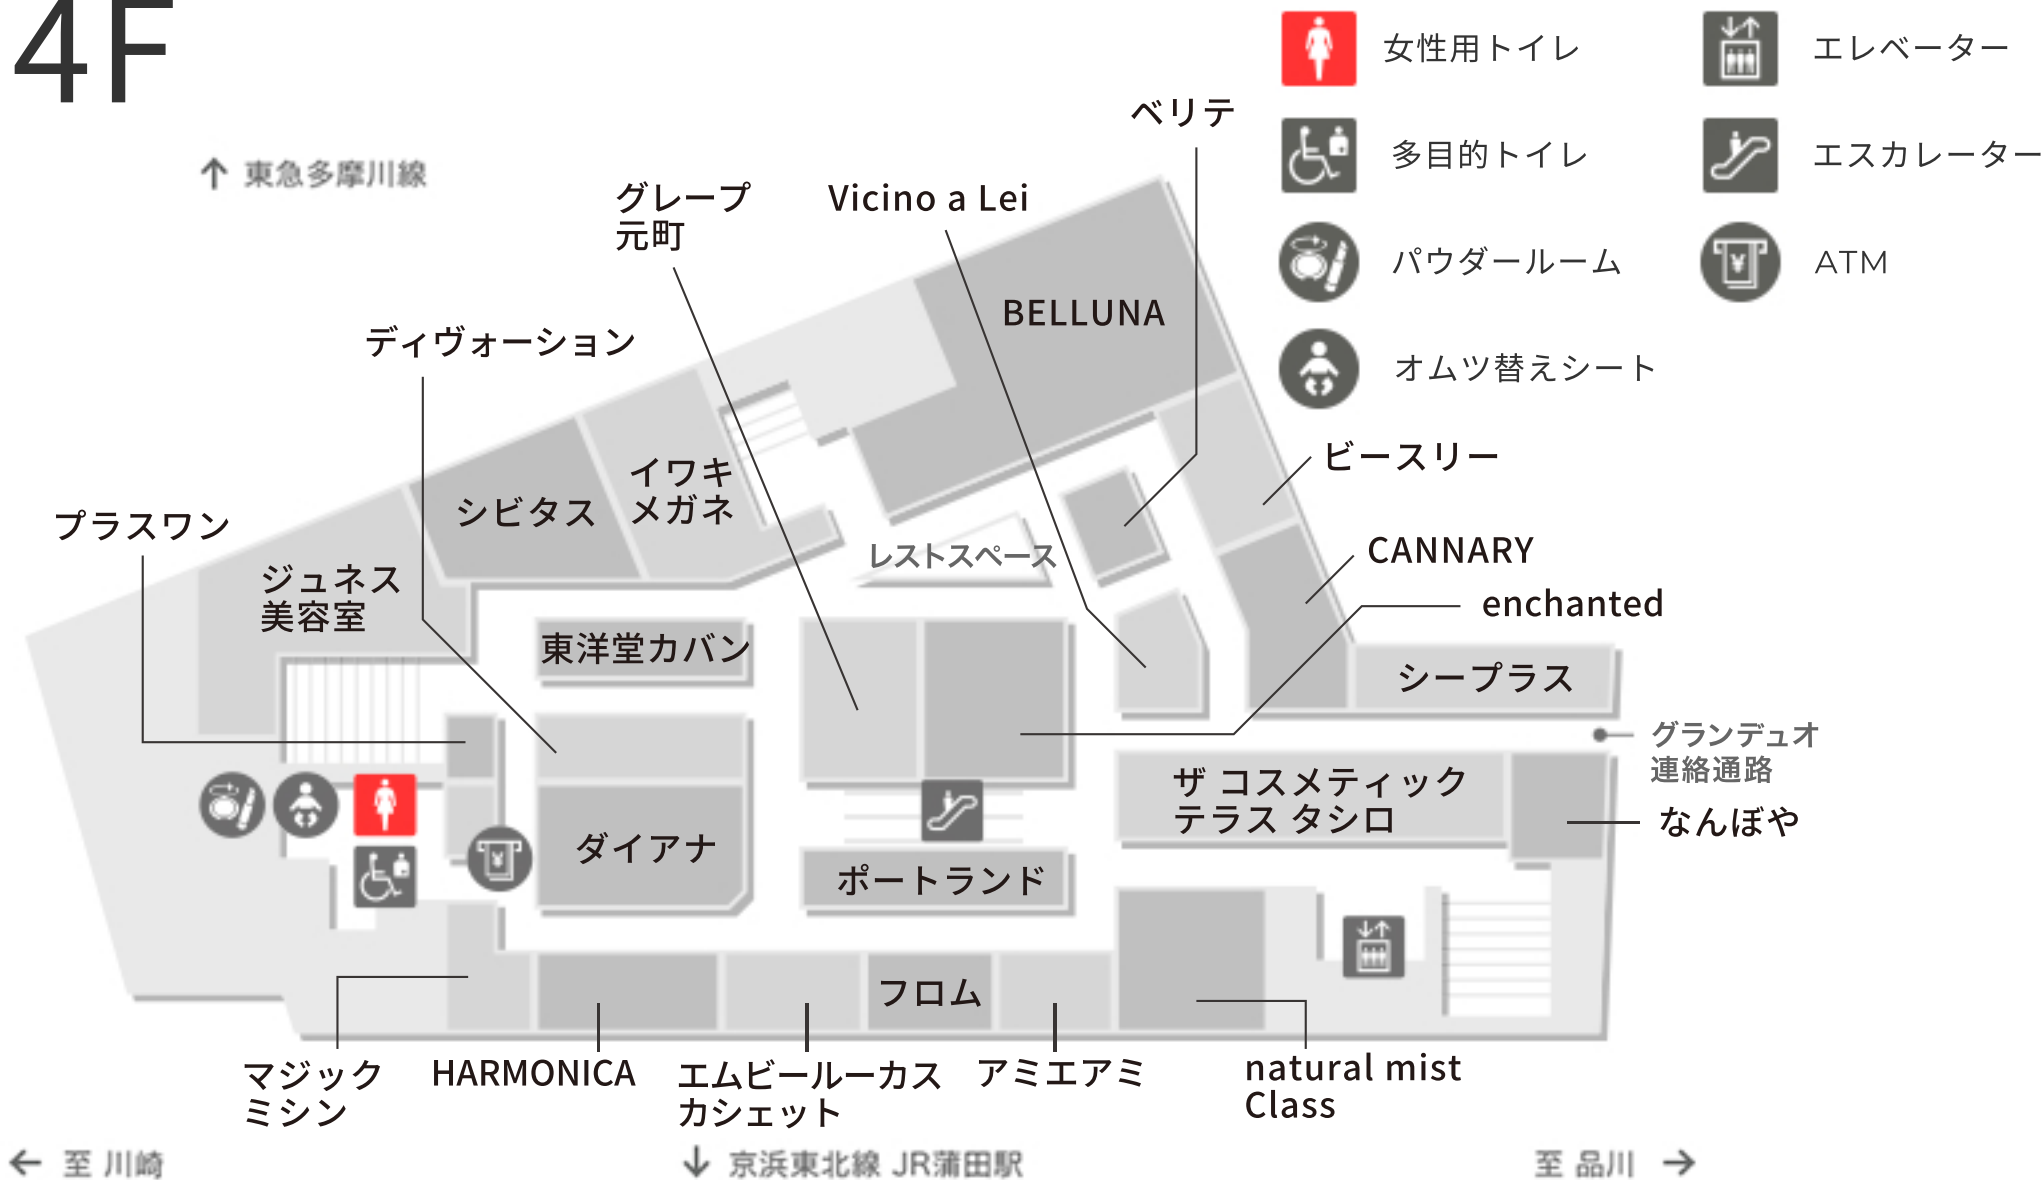 4F
女性用トイレ
エレベーター
多目的トイレ
エスカレーター
パウダールーム
ATM
オムツ替えシート
↑ 東急多摩川線
ベリテ
グレープ
元町
Vicino a Lei
BELLUNA
ディヴォーション
イワキ
メガネ
シビタス
ビースリー
プラスワン
レストスペース
CANNARY
ジュネス
美容室
enchanted
東洋堂カバン
シープラス
グランデュオ
連絡通路
ザ コスメティック
テラス タシロ
なんぼや
ダイアナ
ポートランド
フロム
マジック
ミシン
HARMONICA
エムビールーカス
カシェット
アミエアミ
natural mist
Class
← 至 川崎
↓ 京浜東北線 JR蒲田駅
至 品川 →